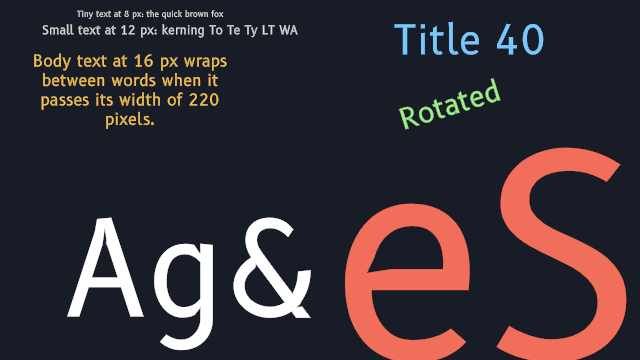 Tiny text at 8 px: the quick brown fox
Small text at 12 px: kerning To Te Ty LT WA
Body text at 16 px wraps
between words when it
passes its width of 220
pixels.
Title 40
Rotated
Ag&
eS